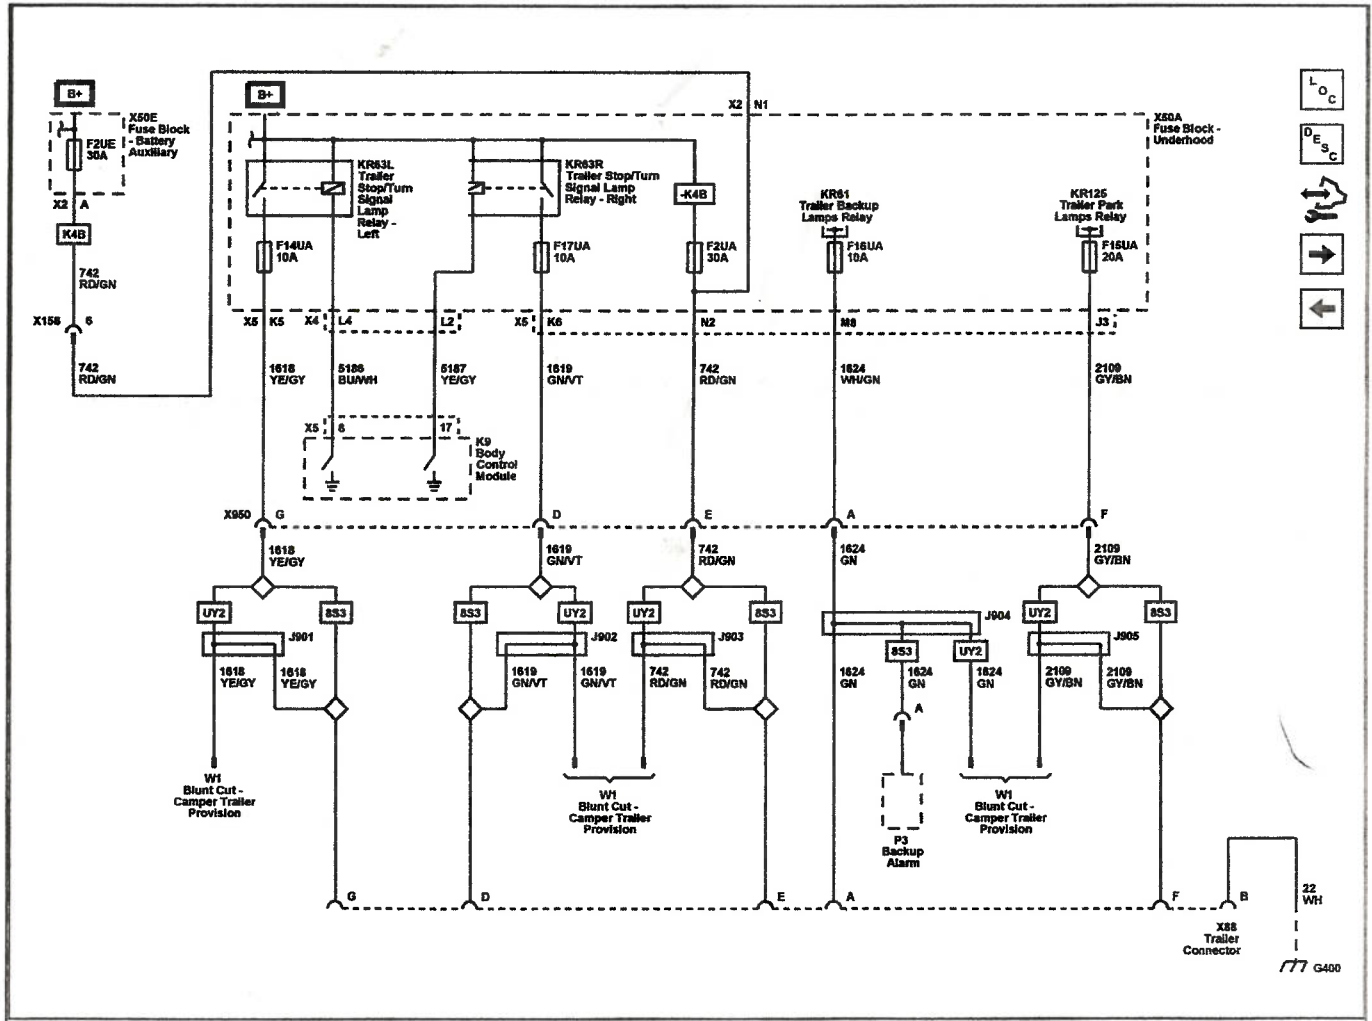 B+
X50E
Fuse Block
- Battery
Auxiliary
F2UE
30A
X2 A
K4B
742
RD/GN
X158 6
742
RD/GN
B+
X2 N1
X50A
Fuse Block -
Underhood
KR63L
Trailer
Stop/Turn
Signal
Lamp
Relay -
Left
KR63R
Trailer Stop/Turn
Signal Lamp
Relay - Right
-K4B
KR61
Trailer Backup
Lamps Relay
KR125
Trailer Park
Lamps Relay
F14UA
10A
F17UA
10A
F2UA
30A
F16UA
10A
F15UA
20A
X5 K5 X4 L4 L2 X5 K6 N2 M8 J3
1618
YE/GY
5186
BU/WH
5187
YE/GY
1619
GN/VT
742
RD/GN
1624
WH/GN
2109
GY/BN
X5 8 17
K9
Body
Control
Module
X950 G D E A F
1618
YE/GY
1619
GN/VT
742
RD/GN
1624
GN
2109
GY/BN
UY2 8S3 8S3 UY2 UY2 8S3 UY2 8S3
J901 J902 J903 J904 J905
8S3 UY2
1618
YE/GY
1618
YE/GY
1619
GN/VT
1619
GN/VT
742
RD/GN
742
RD/GN
1624
GN
1624
GN
1624
GN
2109
GY/BN
2109
GY/BN
A
W1
Blunt Cut -
Camper Trailer
Provision
W1
Blunt Cut -
Camper Trailer
Provision
P3
Backup
Alarm
W1
Blunt Cut -
Camper Trailer
Provision
G D E A F B
X88
Trailer
Connector
22
WH
G400
LOC
DESC